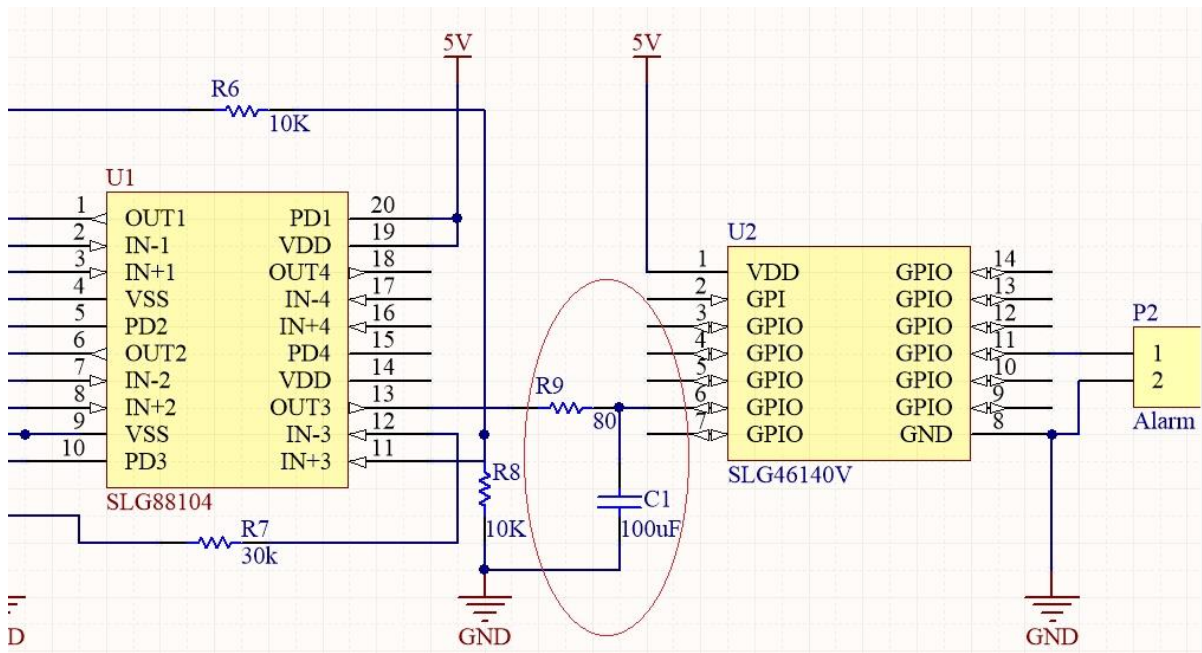 5V
5V
R6
10K
U1
1 OUT1 PD1 20
2 IN-1 VDD 19
3 IN+1 OUT4 18
4 VSS IN-4 17
5 PD2 IN+4 16
6 OUT2 PD4 15
7 IN-2 VDD 14
8 IN+2 OUT3 13
9 VSS IN-3 12
10 PD3 IN+3 11
SLG88104
R7
30k
R8
10K
R9
80
C1
100uF
U2
1 VDD GPIO 14
2 GPI GPIO 13
3 GPIO GPIO 12
4 GPIO GPIO 11
5 GPIO GPIO 10
6 GPIO GPIO 9
7 GPIO GND 8
SLG46140V
P2
1
2
Alarm
D
GND
GND